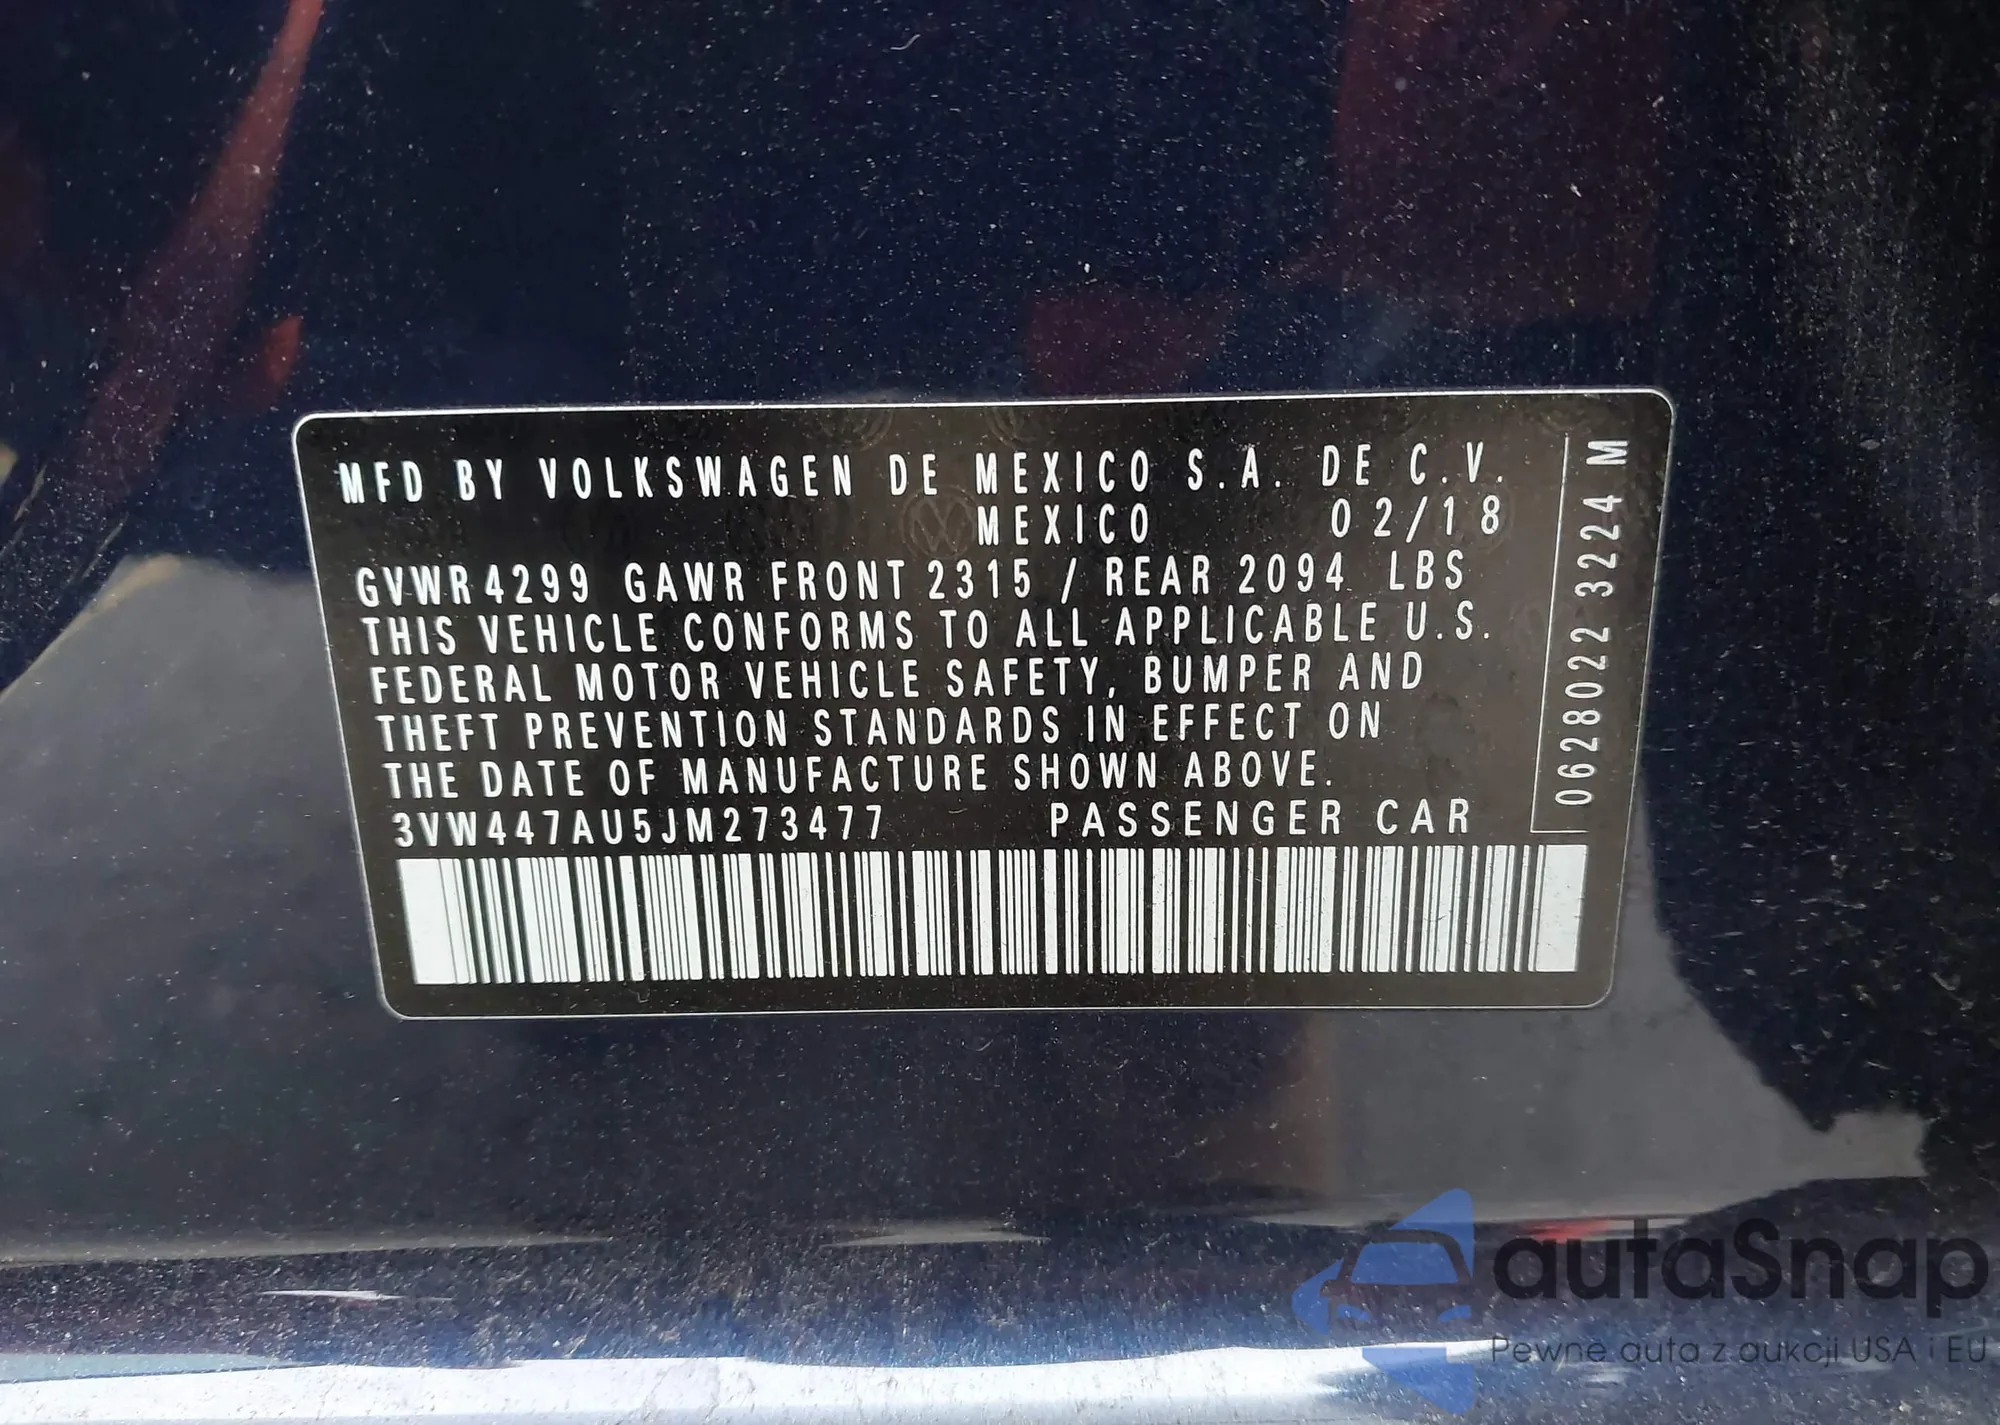 MFD BY VOLKSWAGEN DE MEXICO S.A. DE C.V.
MEXICO 02/18
GVWR 4299 GAWR FRONT 2315 / REAR 2094 LBS
THIS VEHICLE CONFORMS TO ALL APPLICABLE U.S.
FEDERAL MOTOR VEHICLE SAFETY, BUMPER AND
THEFT PREVENTION STANDARDS IN EFFECT ON
THE DATE OF MANUFACTURE SHOWN ABOVE.
3VW447AU5JM273477 PASSENGER CAR
0628022 3224 M
autaSnap
Pewne auta z aukcji USA i EU